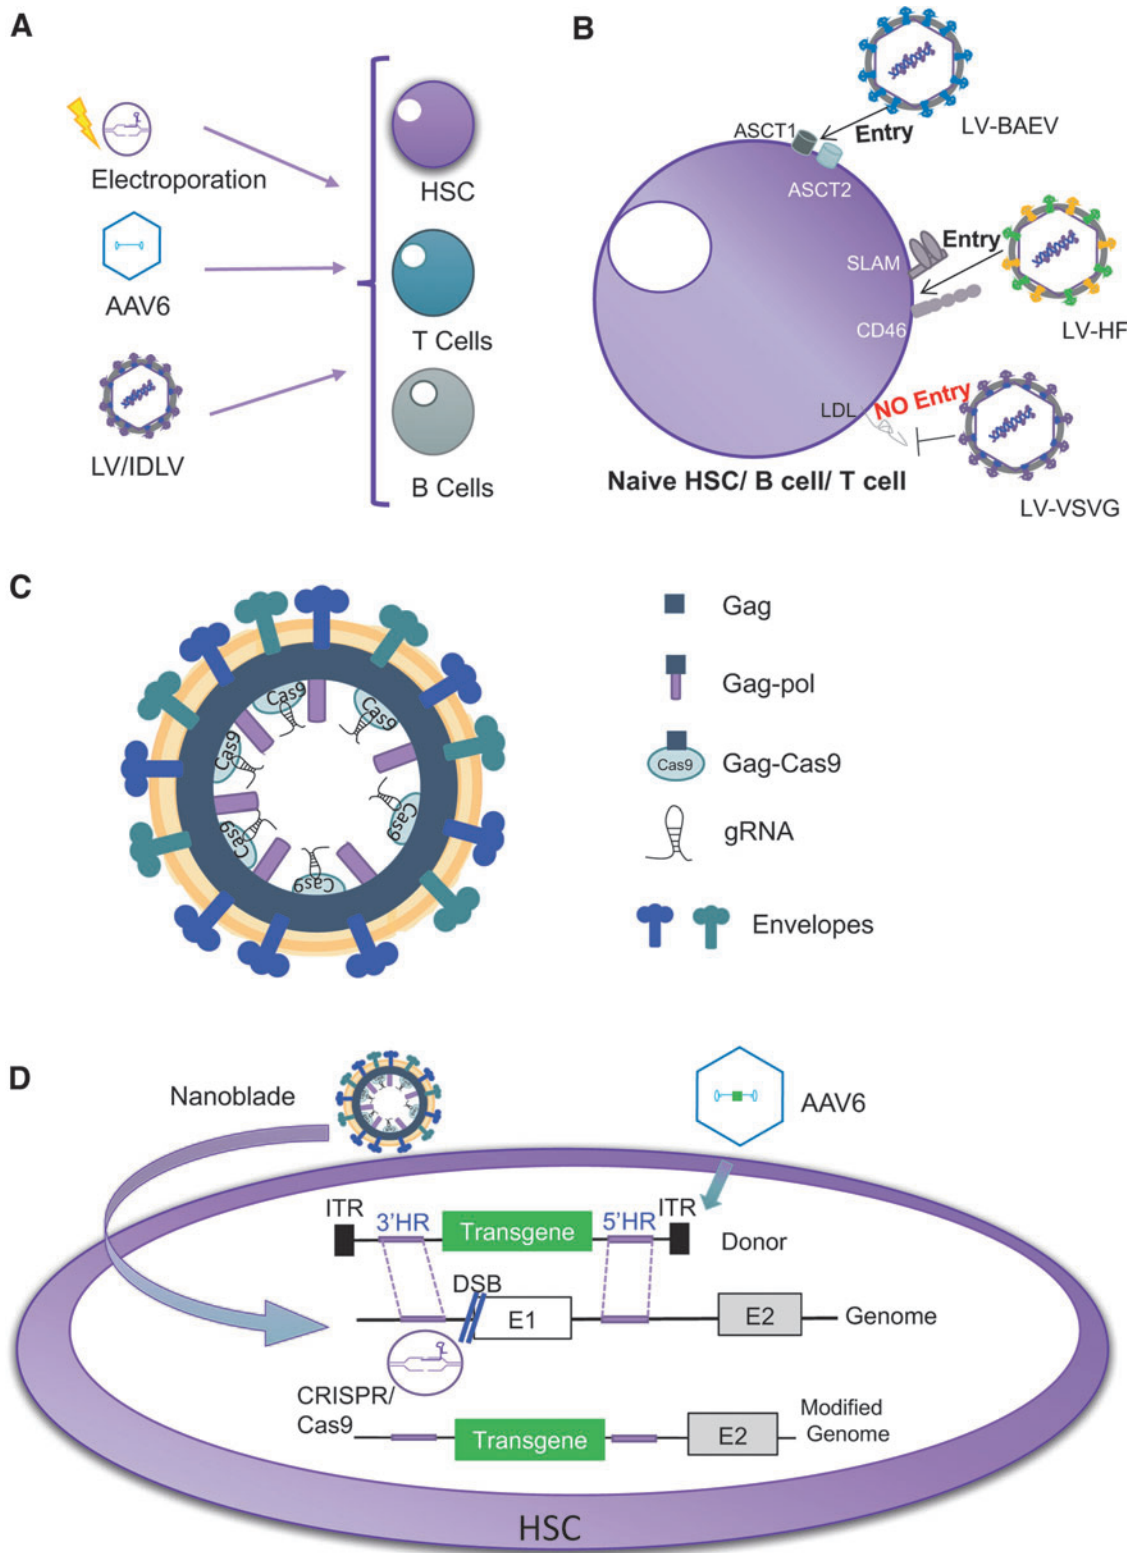 A
Electroporation
AAV6
LV/IDLV
HSC
T Cells
B Cells
B
LV-BAEV
ASCT1
Entry
ASCT2
Entry
SLAM
CD46
LV-HF
LDL
NO Entry
Naive HSC/ B cell/ T cell
LV-VSVG
C
Cas9
Cas9
Cas9
Cas9
Cas9
Cas9
Gag
Gag-pol
Cas9
Gag-Cas9
gRNA
Envelopes
D
Nanoblade
AAV6
ITR
3'HR
Transgene
5'HR
ITR
Donor
DSB
E1
E2
Genome
CRISPR/
Cas9
Transgene
E2
Modified
Genome
HSC